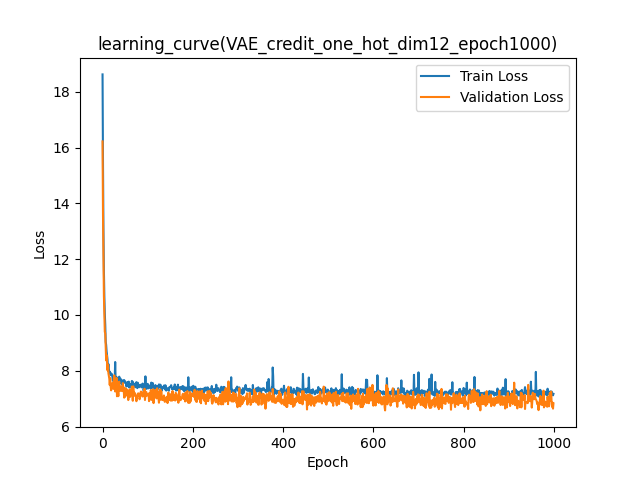 learning_curve(VAE_credit_one_hot_dim12_epoch1000)
Train Loss
Validation Loss
18
16
14
12
10
8
6
Loss
0 200 400 600 800 1000
Epoch